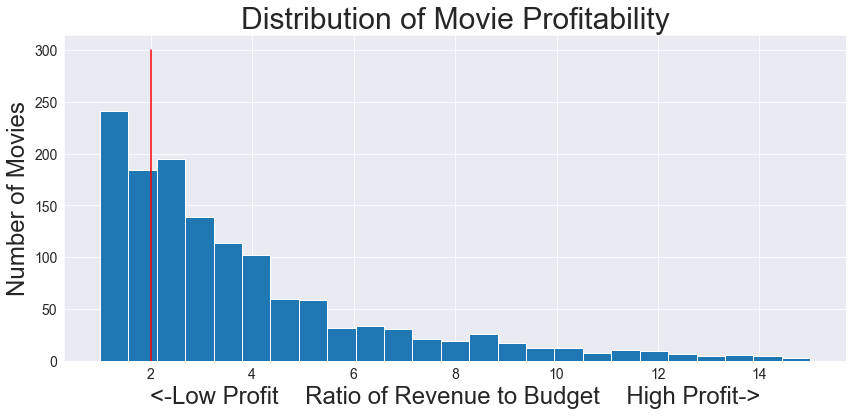 Distribution of Movie Profitability
Number of Movies
300
250
200
150
100
50
0
2 4 6 8 10 12 14
<-Low Profit    Ratio of Revenue to Budget    High Profit->